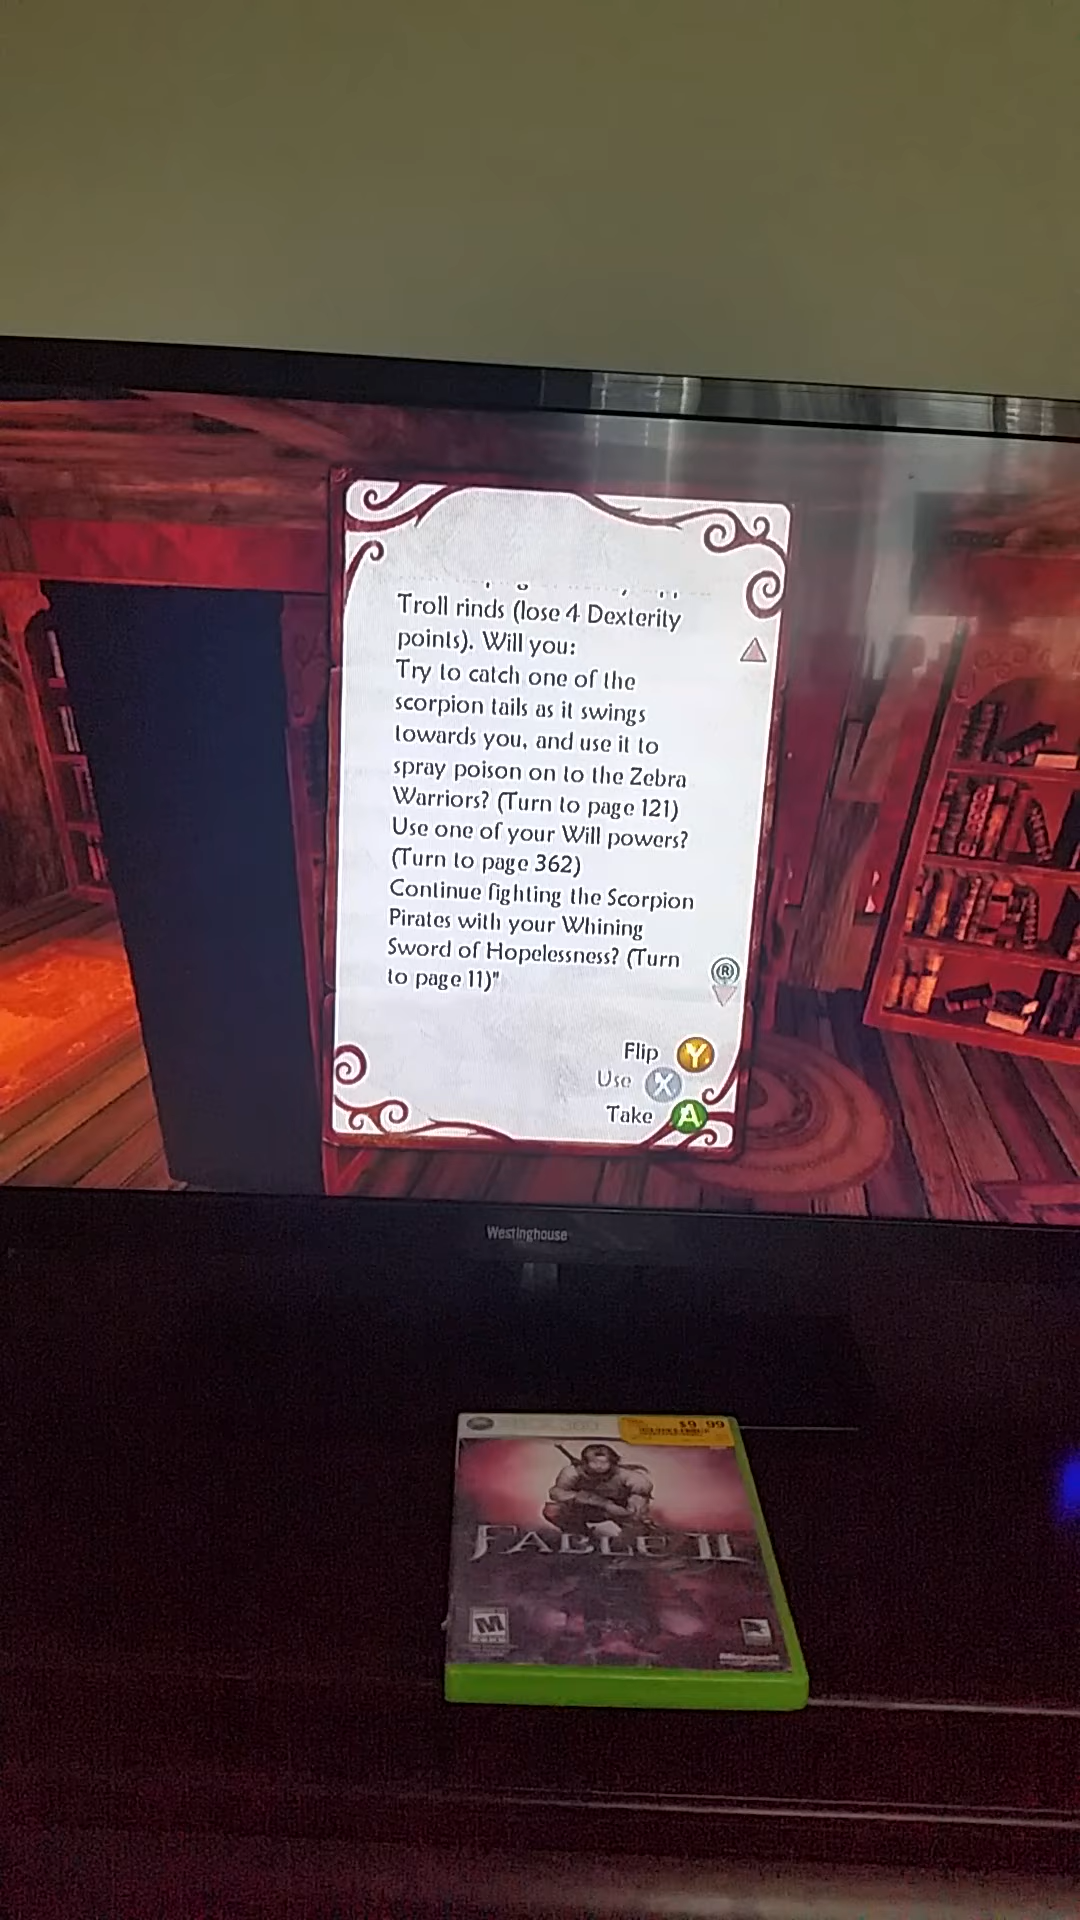 Troll rinds (lose 4 Dexterity
points). Will you:
Try to catch one of the
scorpion tails as it swings
towards you, and use it to
spray poison on to the Zebra
Warriors? (Turn to page 121)
Use one of your Will powers?
(Turn to page 362)
Continue fighting the Scorpion
Pirates with your Whining
Sword of Hopelessness? (Turn
to page 11)"
R
Flip Y
Use X
Take A
Westinghouse
$9.99
FABLE II
M
Microsoft